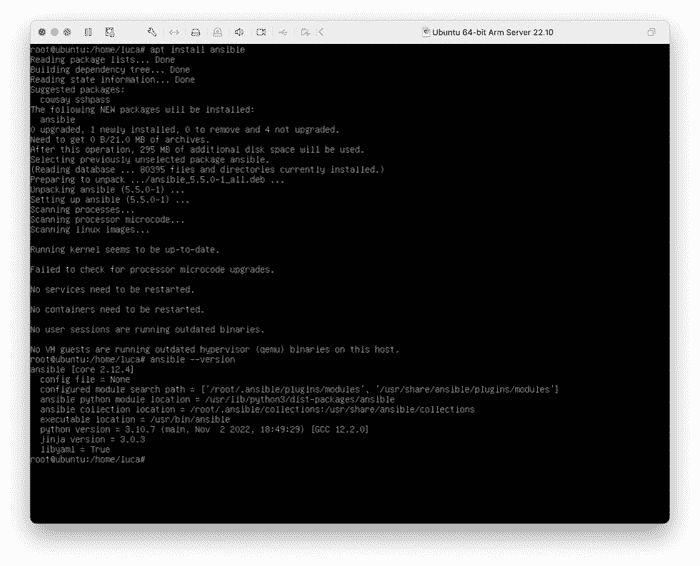 Ubuntu 64-bit Arm Server 22.10
root@ubuntu:/home/luca# apt install ansible
Reading package lists... Done
Building dependency tree... Done
Reading state information... Done
Suggested packages:
  cowsay sshpass
The following NEW packages will be installed:
  ansible
0 upgraded, 1 newly installed, 0 to remove and 4 not upgraded.
Need to get 0 B/21.0 MB of archives.
After this operation, 295 MB of additional disk space will be used.
Selecting previously unselected package ansible.
(Reading database ... 80395 files and directories currently installed.)
Preparing to unpack .../ansible_5.5.0-1_all.deb ...
Unpacking ansible (5.5.0-1) ...
Setting up ansible (5.5.0-1) ...
Scanning processes...
Scanning processor microcode...
Scanning linux images...
Running kernel seems to be up-to-date.
Failed to check for processor microcode upgrades.
No services need to be restarted.
No containers need to be restarted.
No user sessions are running outdated binaries.
No VM guests are running outdated hypervisor (qemu) binaries on this host.
root@ubuntu:/home/luca# ansible --version
ansible [core 2.12.4]
  config file = None
  configured module search path = ['/root/.ansible/plugins/modules', '/usr/share/ansible/plugins/modules']
  ansible python module location = /usr/lib/python3/dist-packages/ansible
  ansible collection location = /root/.ansible/collections:/usr/share/ansible/collections
  executable location = /usr/bin/ansible
  python version = 3.10.7 (main, Nov  2 2022, 18:49:29) [GCC 12.2.0]
  jinja version = 3.0.3
  libyaml = True
root@ubuntu:/home/luca#